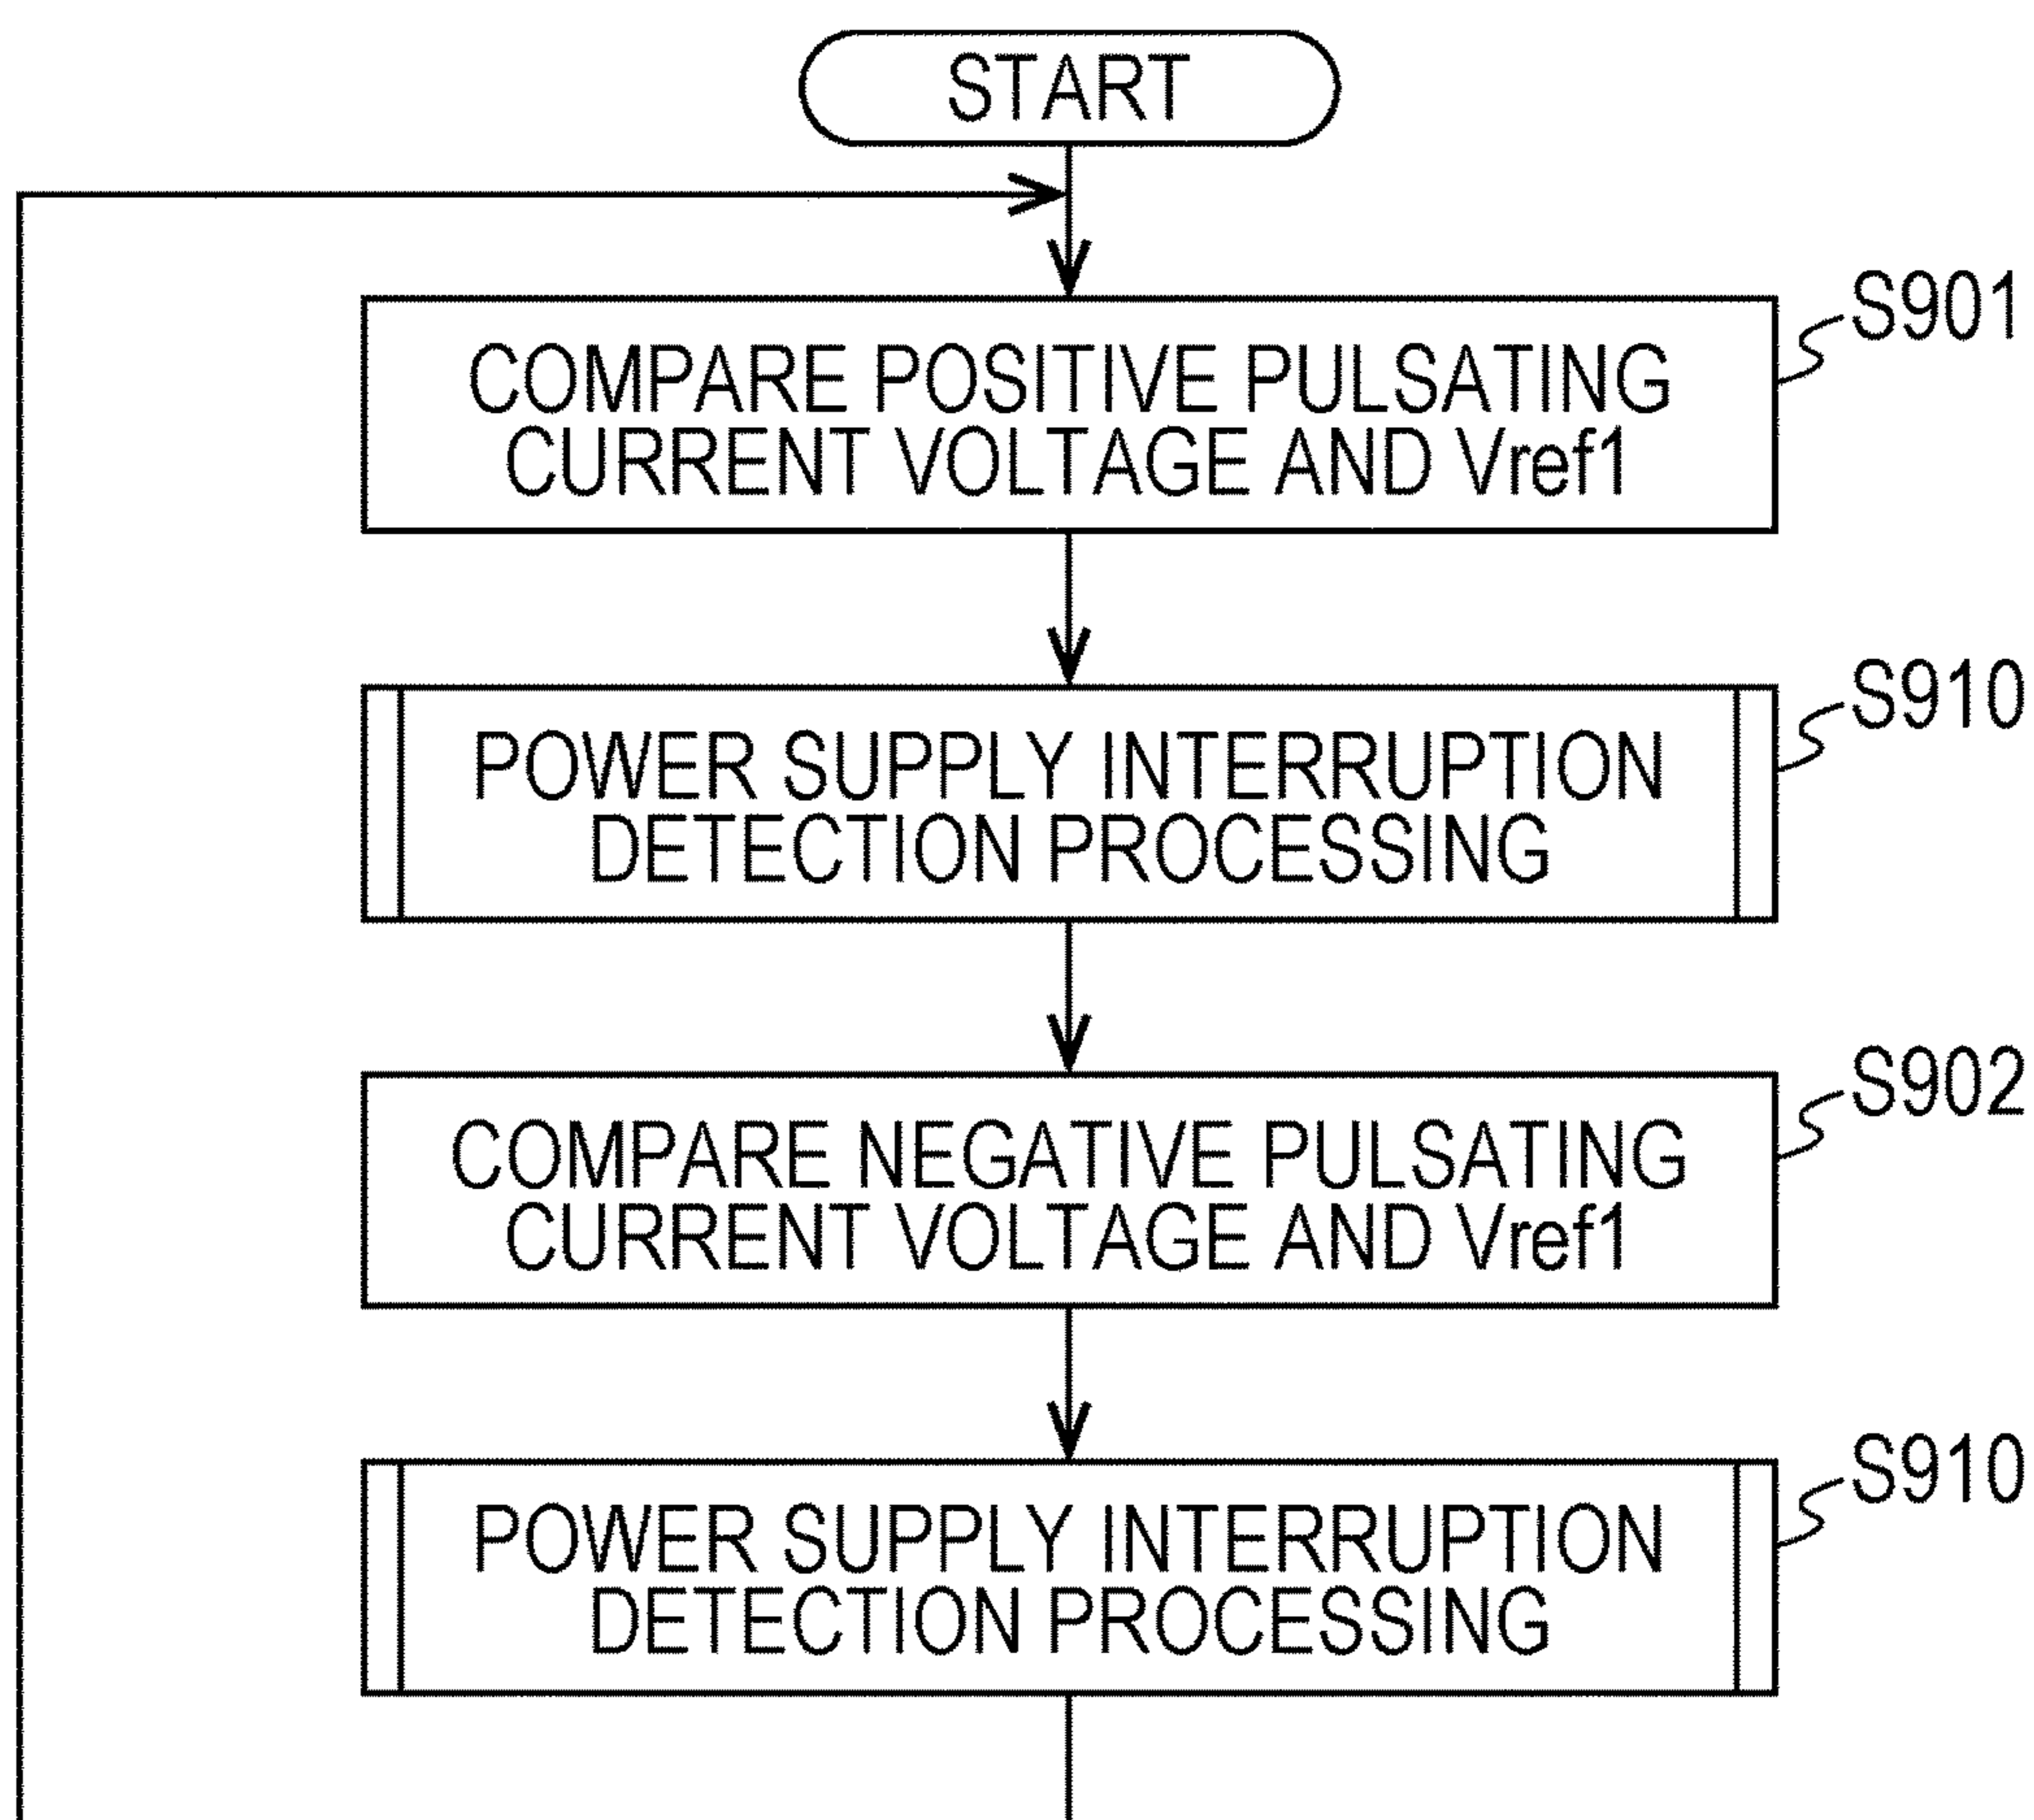 START
S901
COMPARE POSITIVE PULSATING
CURRENT VOLTAGE AND Vref1
S910
POWER SUPPLY INTERRUPTION
DETECTION PROCESSING
S902
COMPARE NEGATIVE PULSATING
CURRENT VOLTAGE AND Vref1
S910
POWER SUPPLY INTERRUPTION
DETECTION PROCESSING